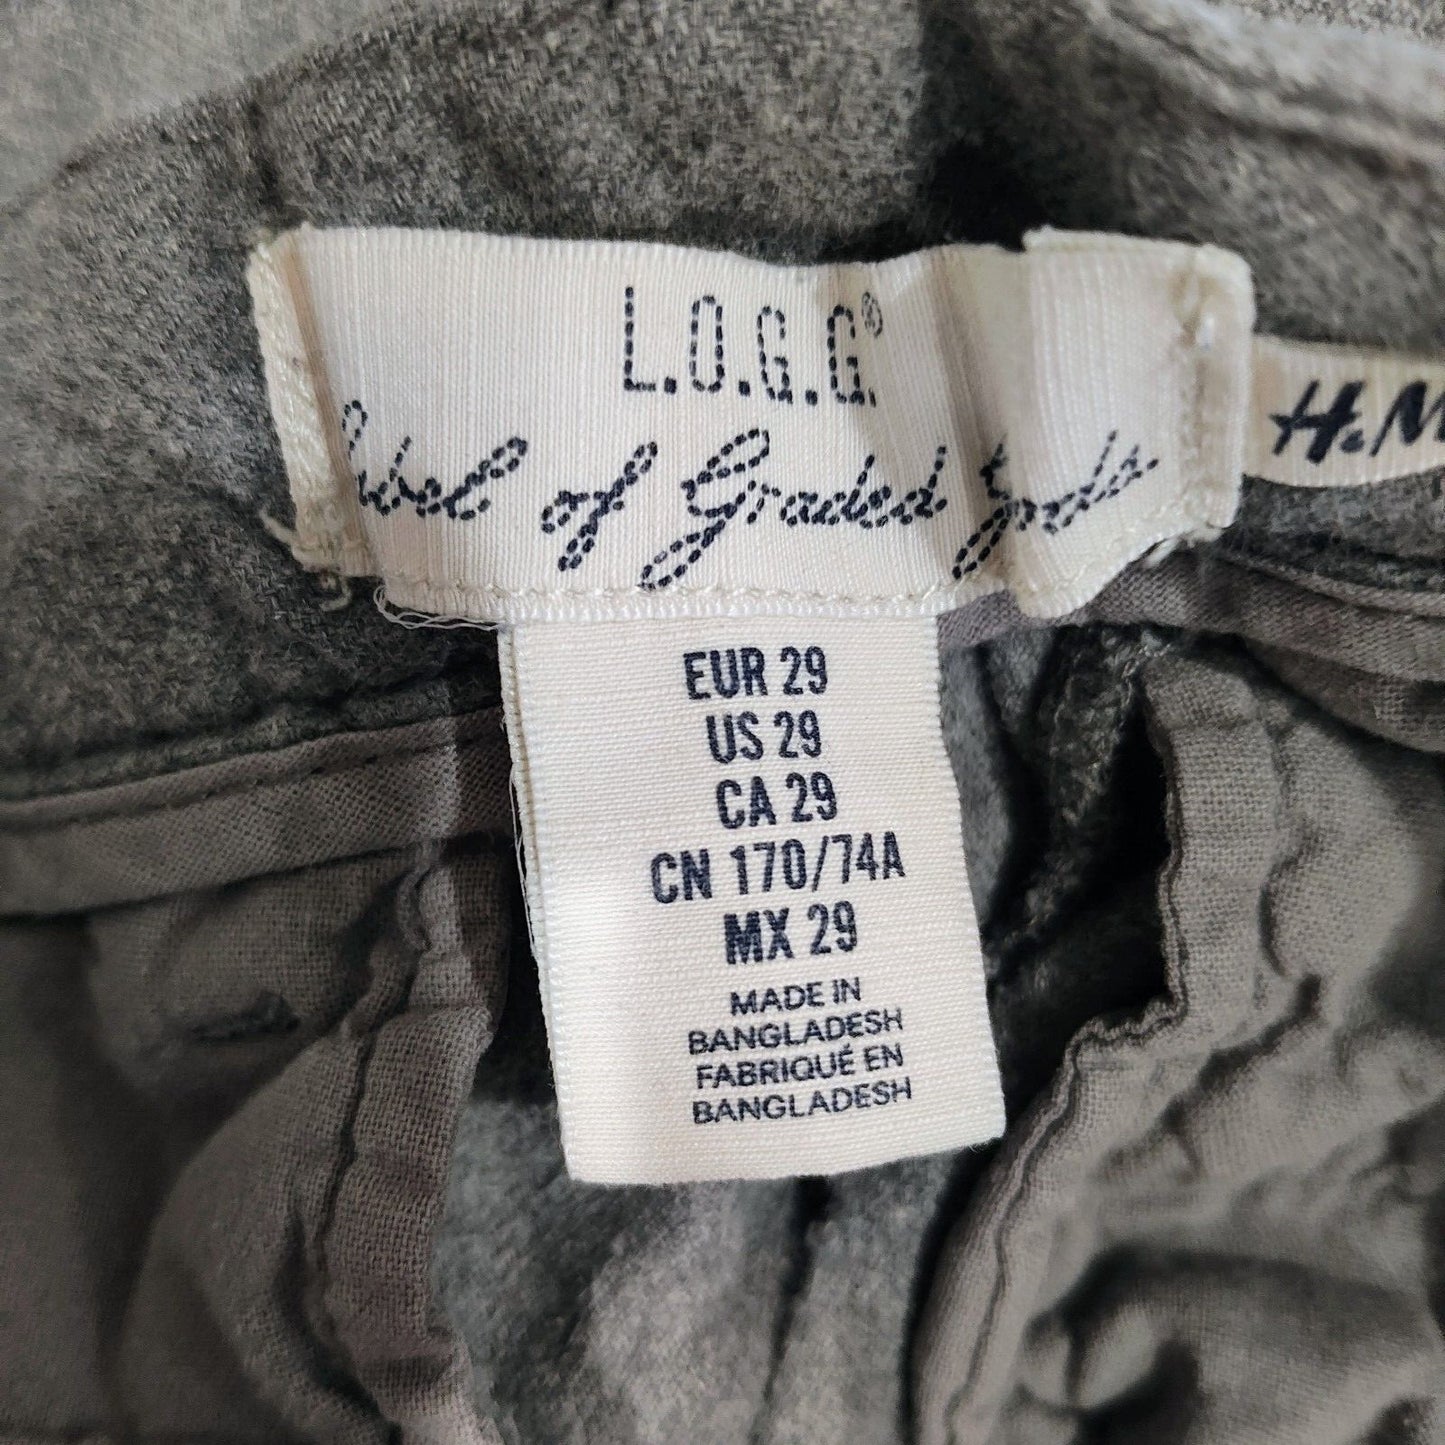 L.O.G.G.®
Label of Graded Goods
H&M
EUR 29
US 29
CA 29
CN 170/74A
MX 29
MADE IN
BANGLADESH
FABRIQUÉ EN
BANGLADESH